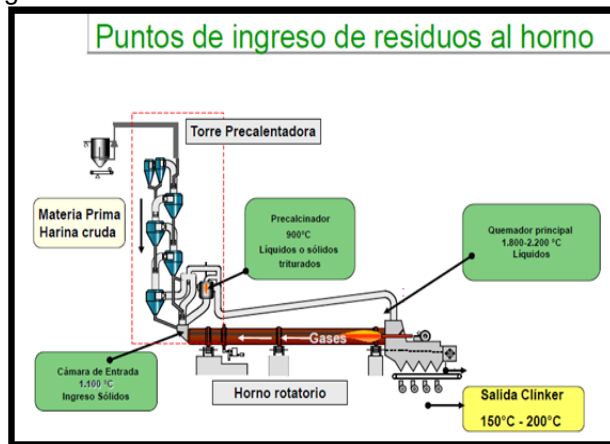 Puntos de ingreso de residuos al horno
Torre Precalentadora
Materia Prima
Harina cruda
Precalcinador
900°C
Líquidos o sólidos
triturados
Quemador principal
1.800-2.200 °C
Líquidos
Gases
Cámara de Entrada
1.100 °C
Ingreso Sólidos
Horno rotatorio
Salida Clínker
150°C - 200°C